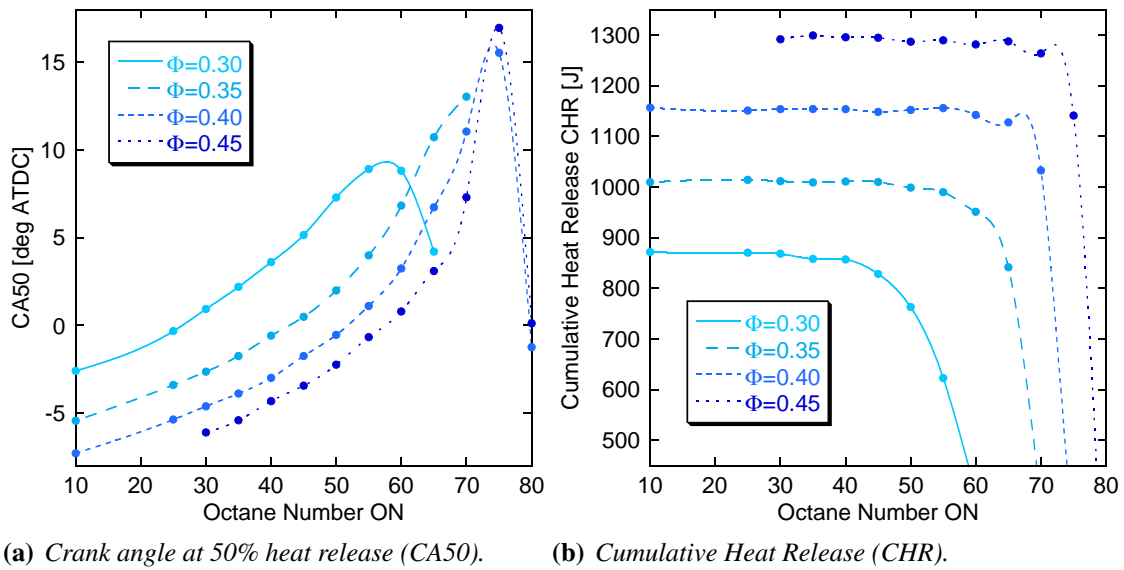 15
10
5
0
-5
CA50 [deg ATDC]
Φ=0.30
Φ=0.35
Φ=0.40
Φ=0.45
10 20 30 40 50 60 70 80
Octane Number ON
(a) Crank angle at 50% heat release (CA50).
1300
1200
1100
1000
900
800
700
600
500
Cumulative Heat Release CHR [J]
Φ=0.30
Φ=0.35
Φ=0.40
Φ=0.45
10 20 30 40 50 60 70 80
Octane Number ON
(b) Cumulative Heat Release (CHR).